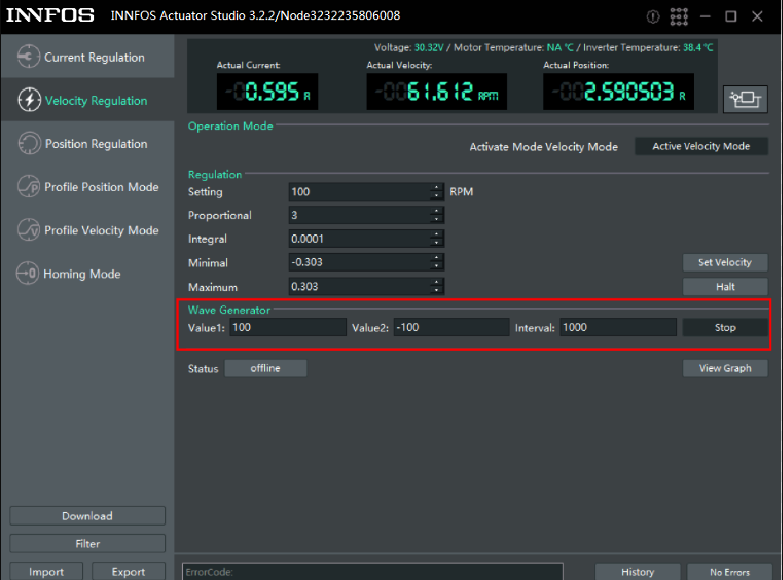 INNFOS INNFOS Actuator Studio 3.2.2/Node3232235806008
Current Regulation
Velocity Regulation
Position Regulation
Profile Position Mode
Profile Velocity Mode
Homing Mode
Download
Filter
Import Export
Voltage: 30.32V / Motor Temperature: NA °C / Inverter Temperature: 38.4 °C
Actual Current: Actual Velocity: Actual Position:
-00.595 A -0061.612 RPM -002.590503 R
Operation Mode
Activate Mode Velocity Mode Active Velocity Mode
Regulation
Setting 100 RPM
Proportional 3
Integral 0.0001
Minimal -0.303 Set Velocity
Maximum 0.303 Halt
Wave Generator
Value1: 100 Value2: -100 Interval: 1000 Stop
Status offline View Graph
ErrorCode: History No Errors